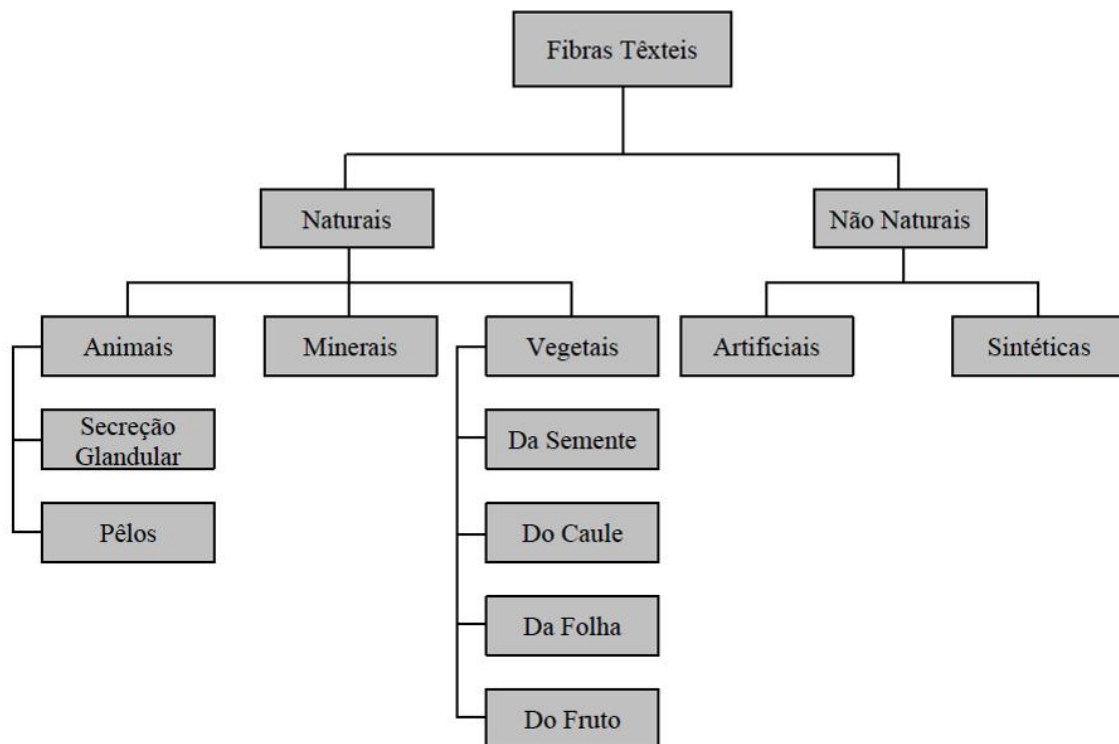 Fibras Têxteis
Naturais
Não Naturais
Animais
Minerais
Vegetais
Artificiais
Sintéticas
Secreção
Glandular
Da Semente
Pêlos
Do Caule
Da Folha
Do Fruto